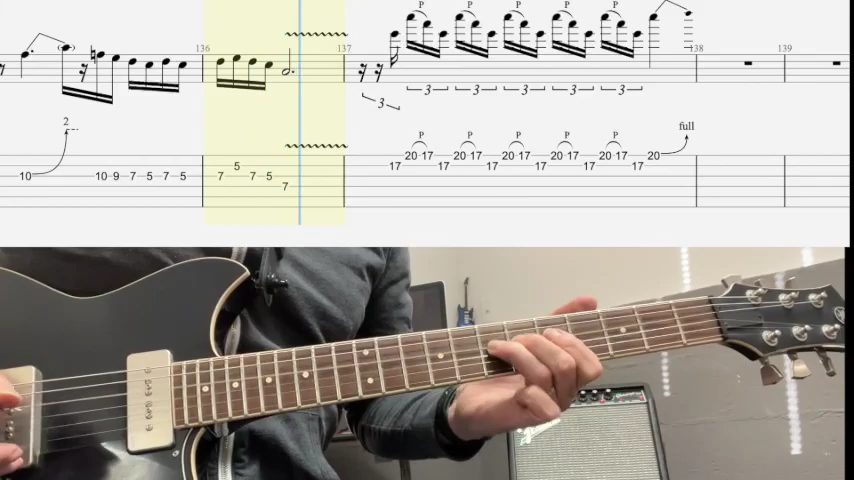 P P P P P
136 137 138 139
3 3 3 3 3 3
2 P P P P P full
20 17 20 17 20 17 20 17 20 17 20
5 17 17 17 17 17 17
10 10 9 7 5 7 5 7 7 5
7